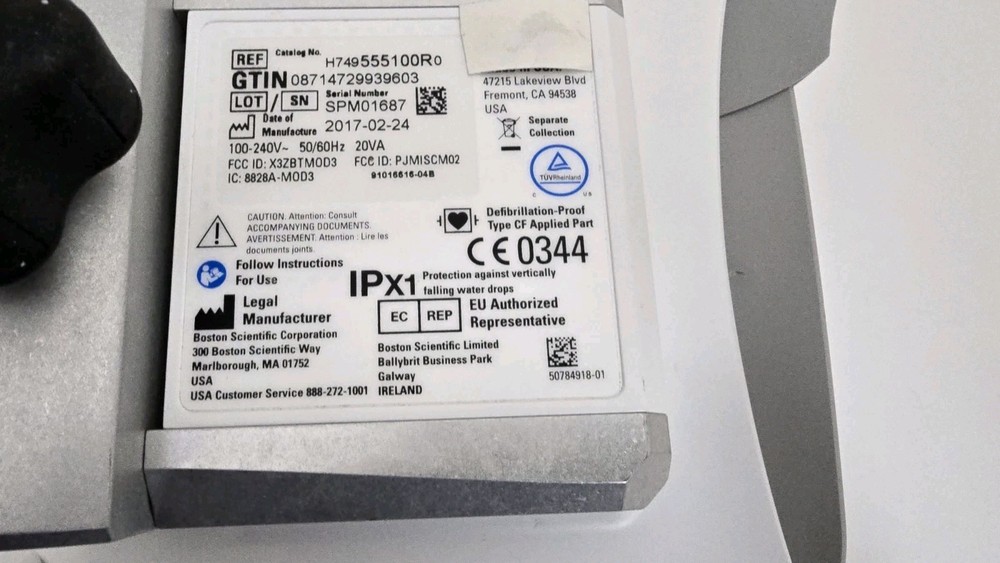 REF Catalog No. H749555100R0
GTIN 08714729939603
LOT / SN Serial Number SPM01687
Date of Manufacture 2017-02-24
100-240V~ 50/60Hz 20VA
FCC ID: X3ZBTMOD3 FCC ID: PJMISCM02
IC: 8828A-MOD3 91016616-04B
47215 Lakeview Blvd
Fremont, CA 94538
USA
Separate
Collection
TÜVRheinland
C US
CAUTION. Attention: Consult
ACCOMPANYING DOCUMENTS.
AVERTISSEMENT. Attention : Lire les
documents joints.
Defibrillation-Proof
Type CF Applied Part
CE 0344
Follow Instructions
For Use
IPX1 Protection against vertically
falling water drops
Legal
Manufacturer
Boston Scientific Corporation
300 Boston Scientific Way
Marlborough, MA 01752
USA
USA Customer Service 888-272-1001
EC REP EU Authorized
Representative
Boston Scientific Limited
Ballybrit Business Park
Galway
IRELAND
50784918-01